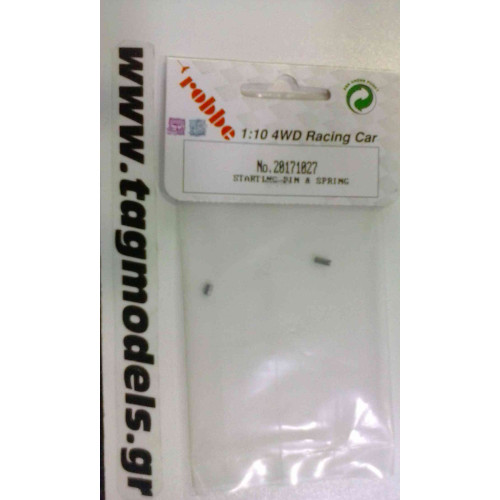 www.tagmodels.gr
robbe
1:10 4WD Racing Car
No.20171027
STARTING PIN & SPRING